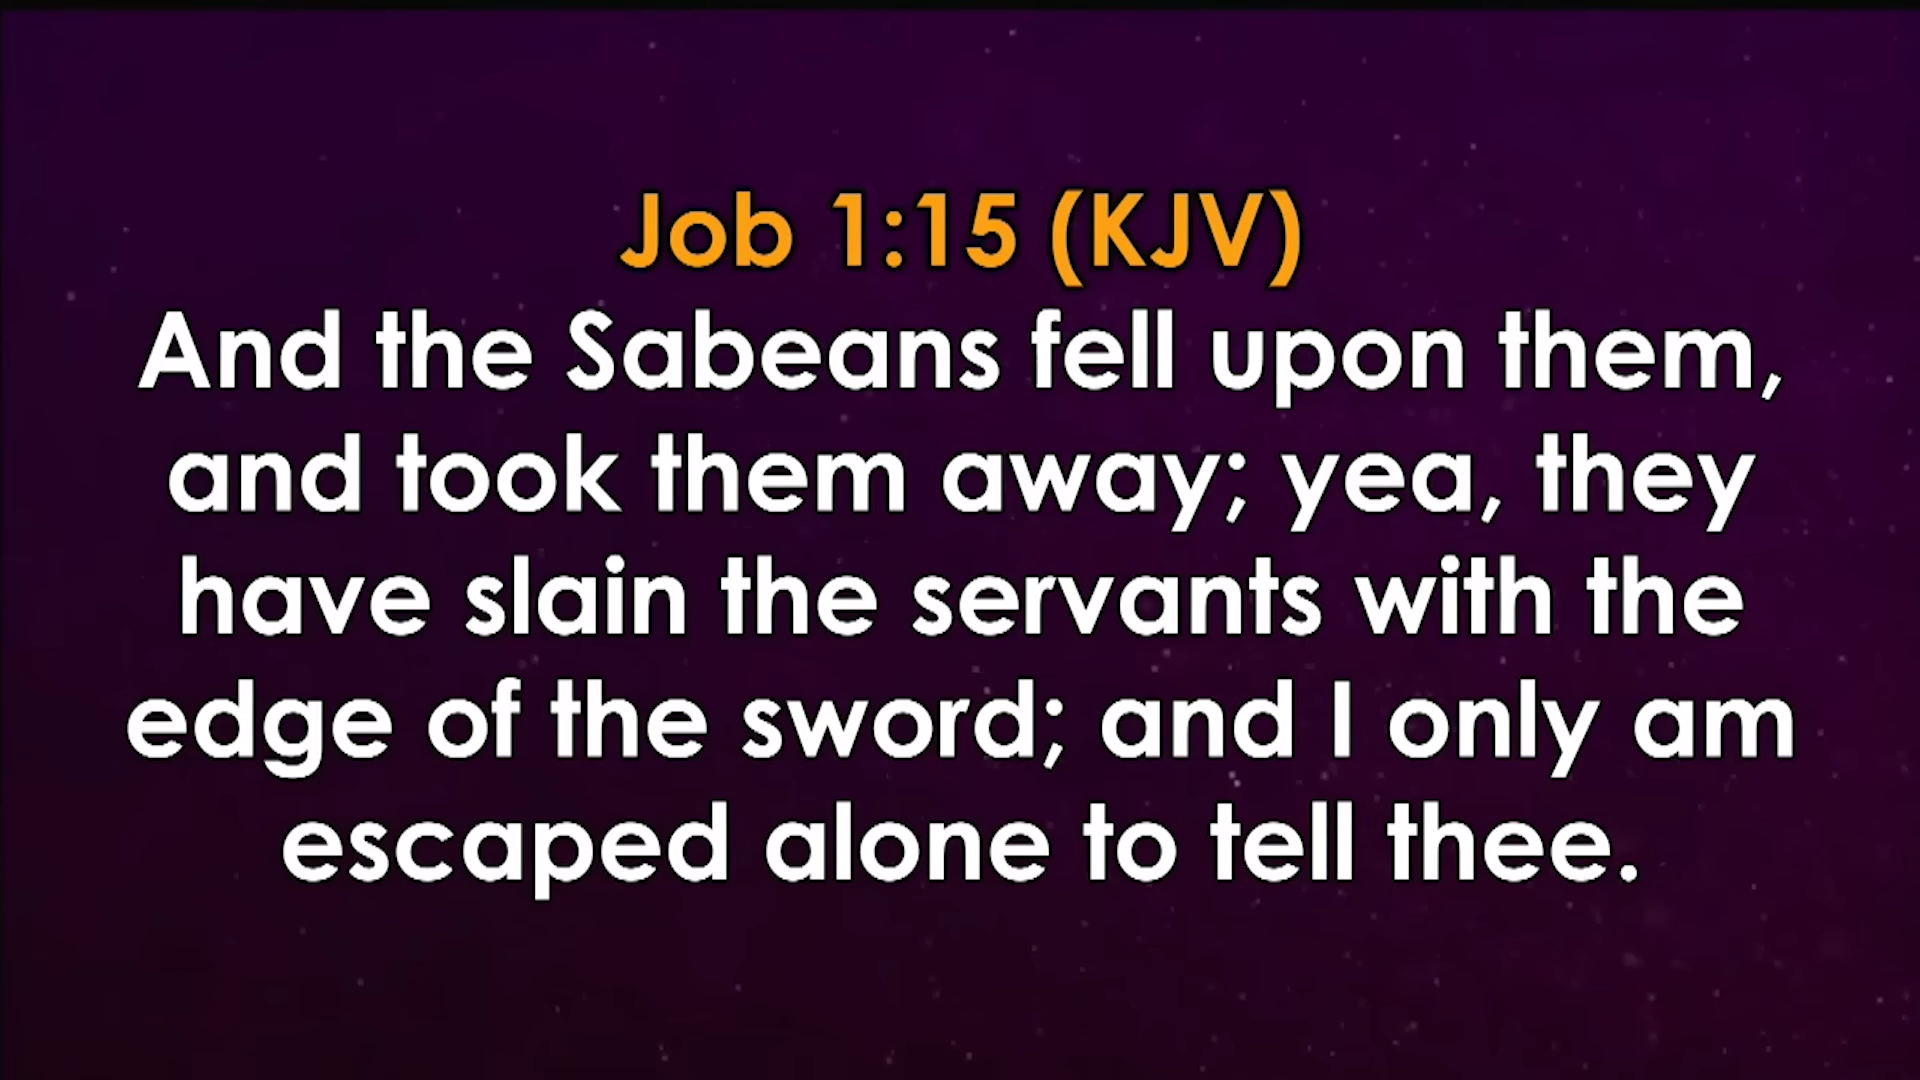 Job 1:15 (KJV)
And the Sabeans fell upon them,
and took them away; yea, they
have slain the servants with the
edge of the sword; and I only am
escaped alone to tell thee.